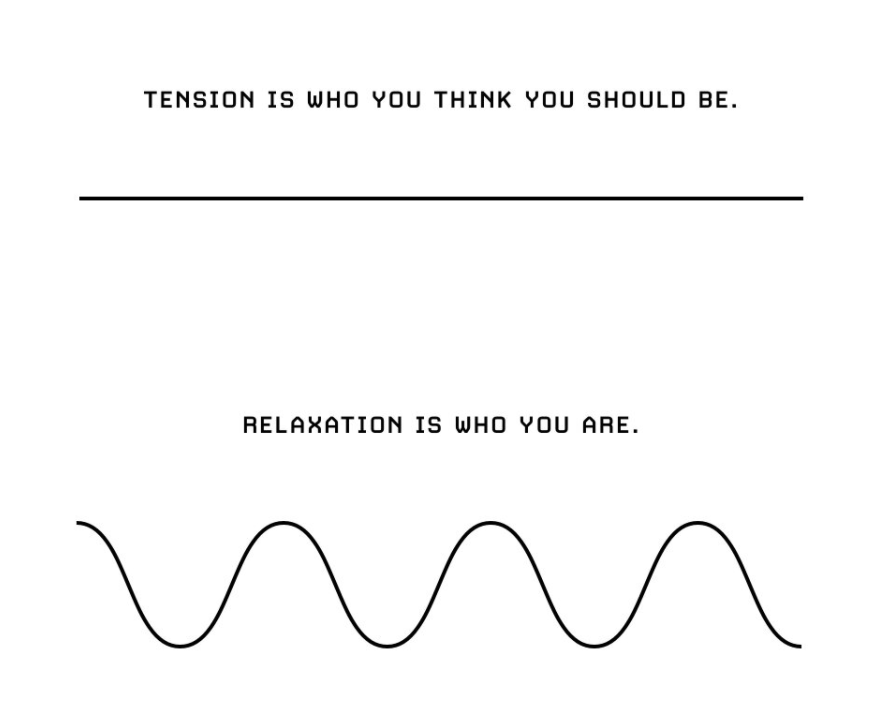 TENSION IS WHO YOU THINK YOU SHOULD BE.
RELAXATION IS WHO YOU ARE.